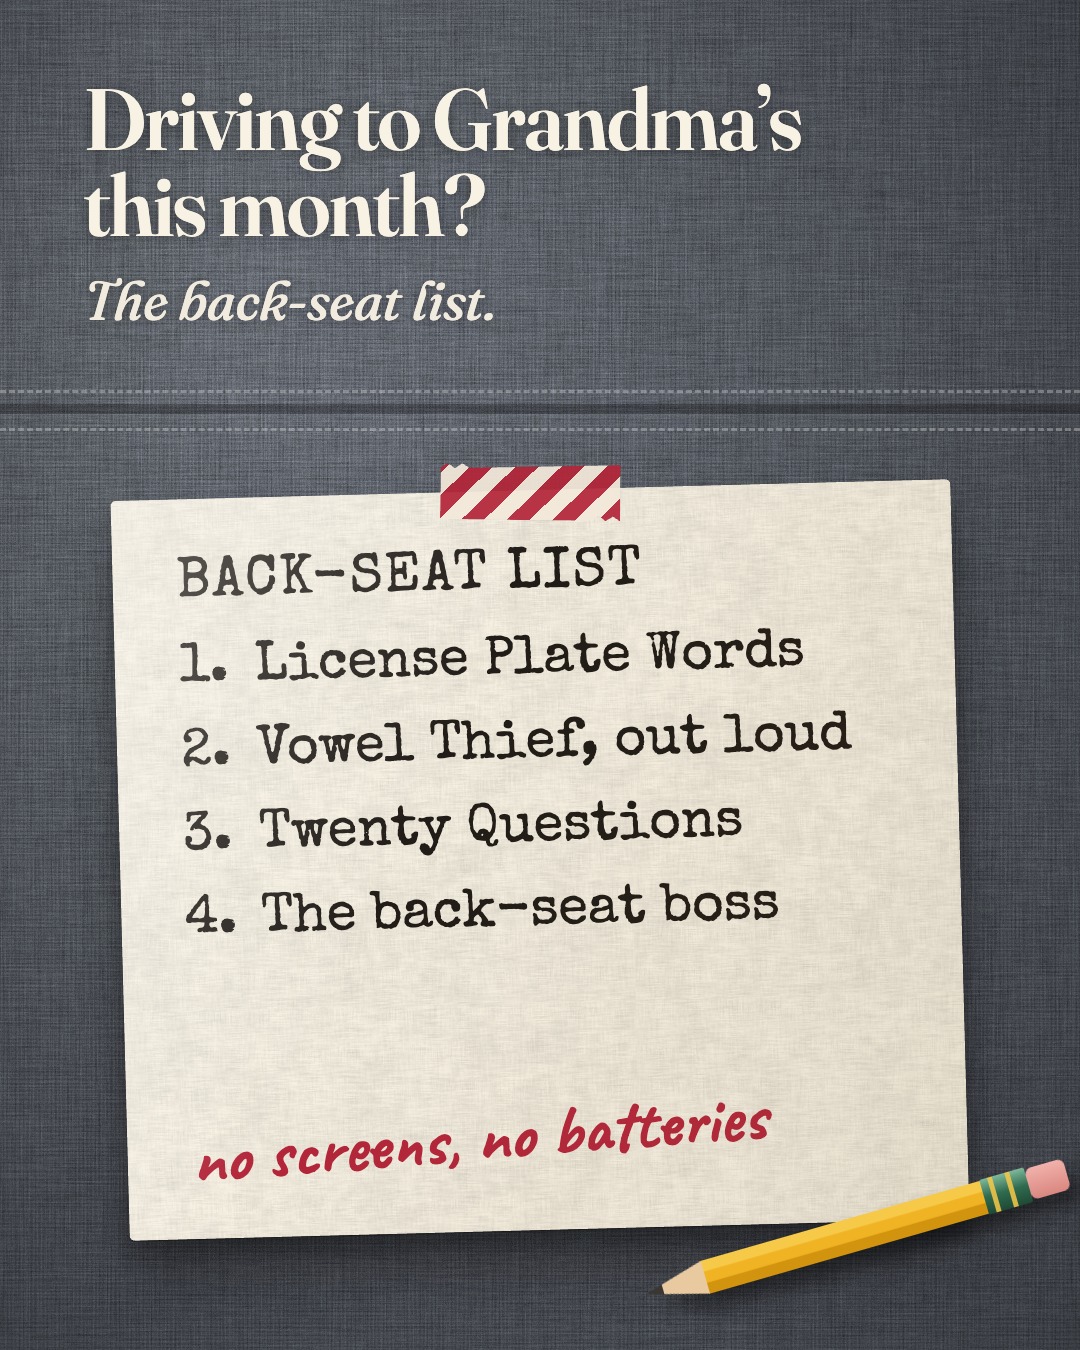 Driving to Grandma’s
this month?
The back-seat list.
BACK-SEAT LIST
1. License Plate Words
2. Vowel Thief, out loud
3. Twenty Questions
4. The back-seat boss
no screens, no batteries